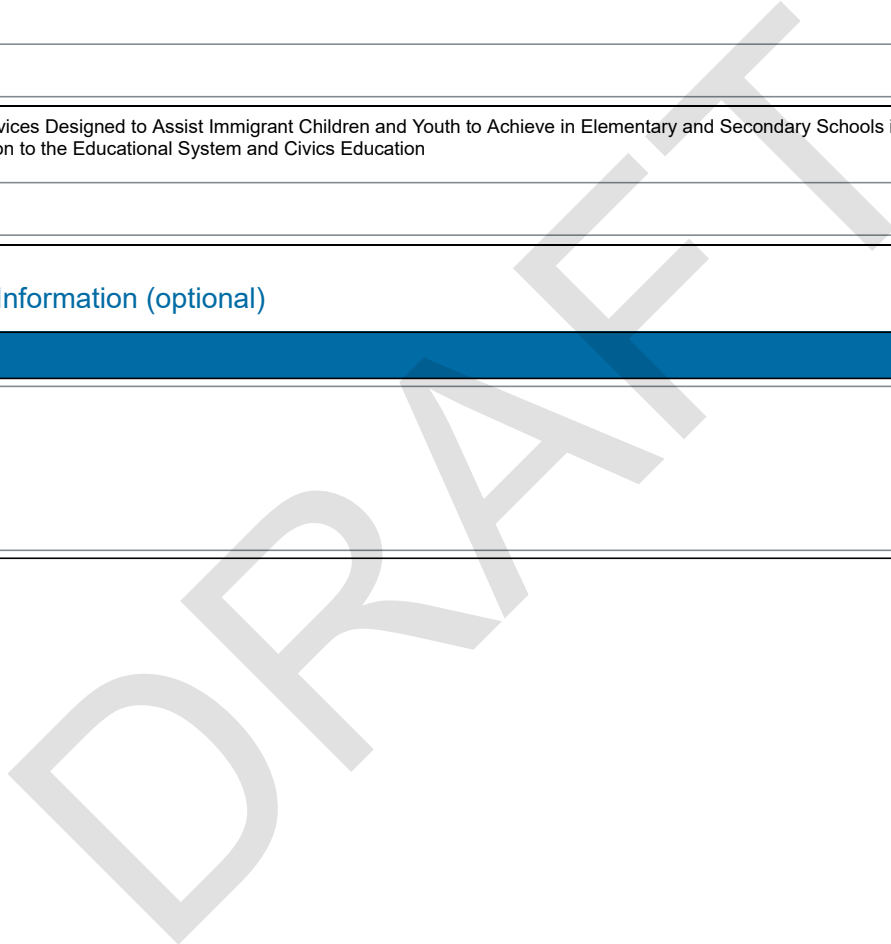 vices Designed to Assist Immigrant Children and Youth to Achieve in Elementary and Secondary Schools i
on to the Educational System and Civics Education
Information (optional)
DRAFT